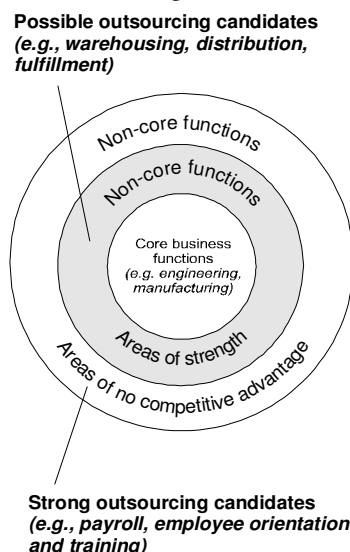 Possible outsourcing candidates
(e.g., warehousing, distribution,
fulfillment)
Non-core functions
Non-core functions
Core business
functions
(e.g. engineering,
manufacturing)
Areas of strength
Areas of no competitive advantage
Strong outsourcing candidates
(e.g., payroll, employee orientation
and training)